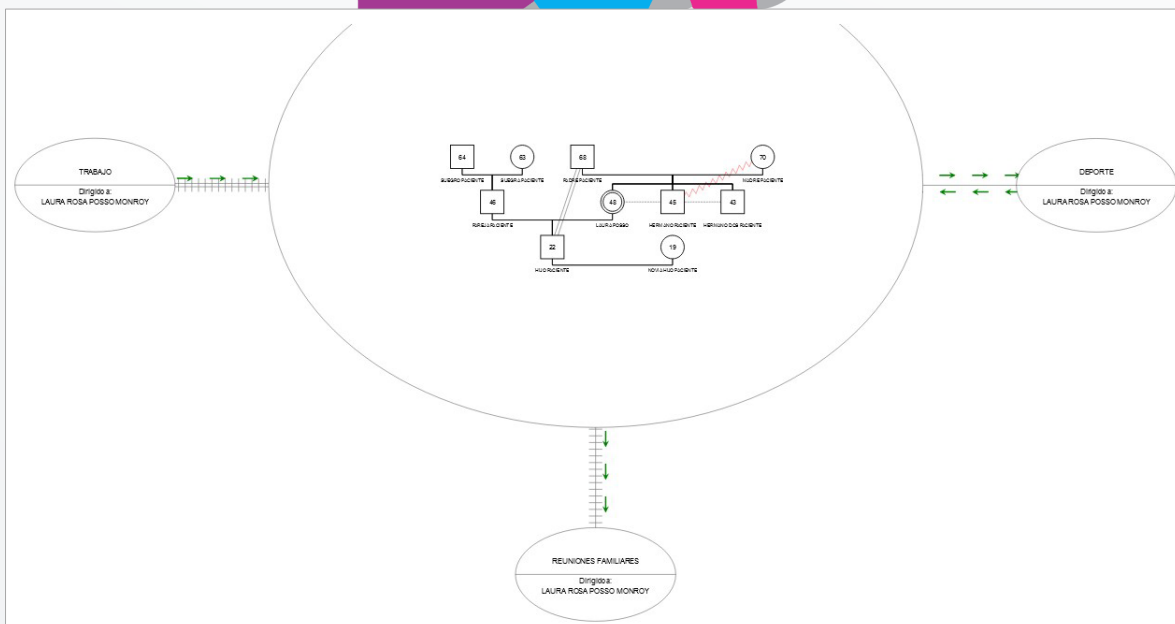 64
63
68
70
SUEGRO PACIENTE
SUEGRA PACIENTE
PADRE PACIENTE
MADRE PACIENTE
TRABAJO
Dirigido a:
LAURA ROSA POSSO MONROY
DEPORTE
Dirigido a:
LAURA ROSA POSSO MONROY
46
48
45
43
PAREJA PACIENTE
LAURA POSSO
HERMANO PACIENTE
HERMANO DOS PACIENTE
22
19
HIJO PACIENTE
NOVIA HIJO PACIENTE
REUNIONES FAMILIARES
Dirigido a:
LAURA ROSA POSSO MONROY